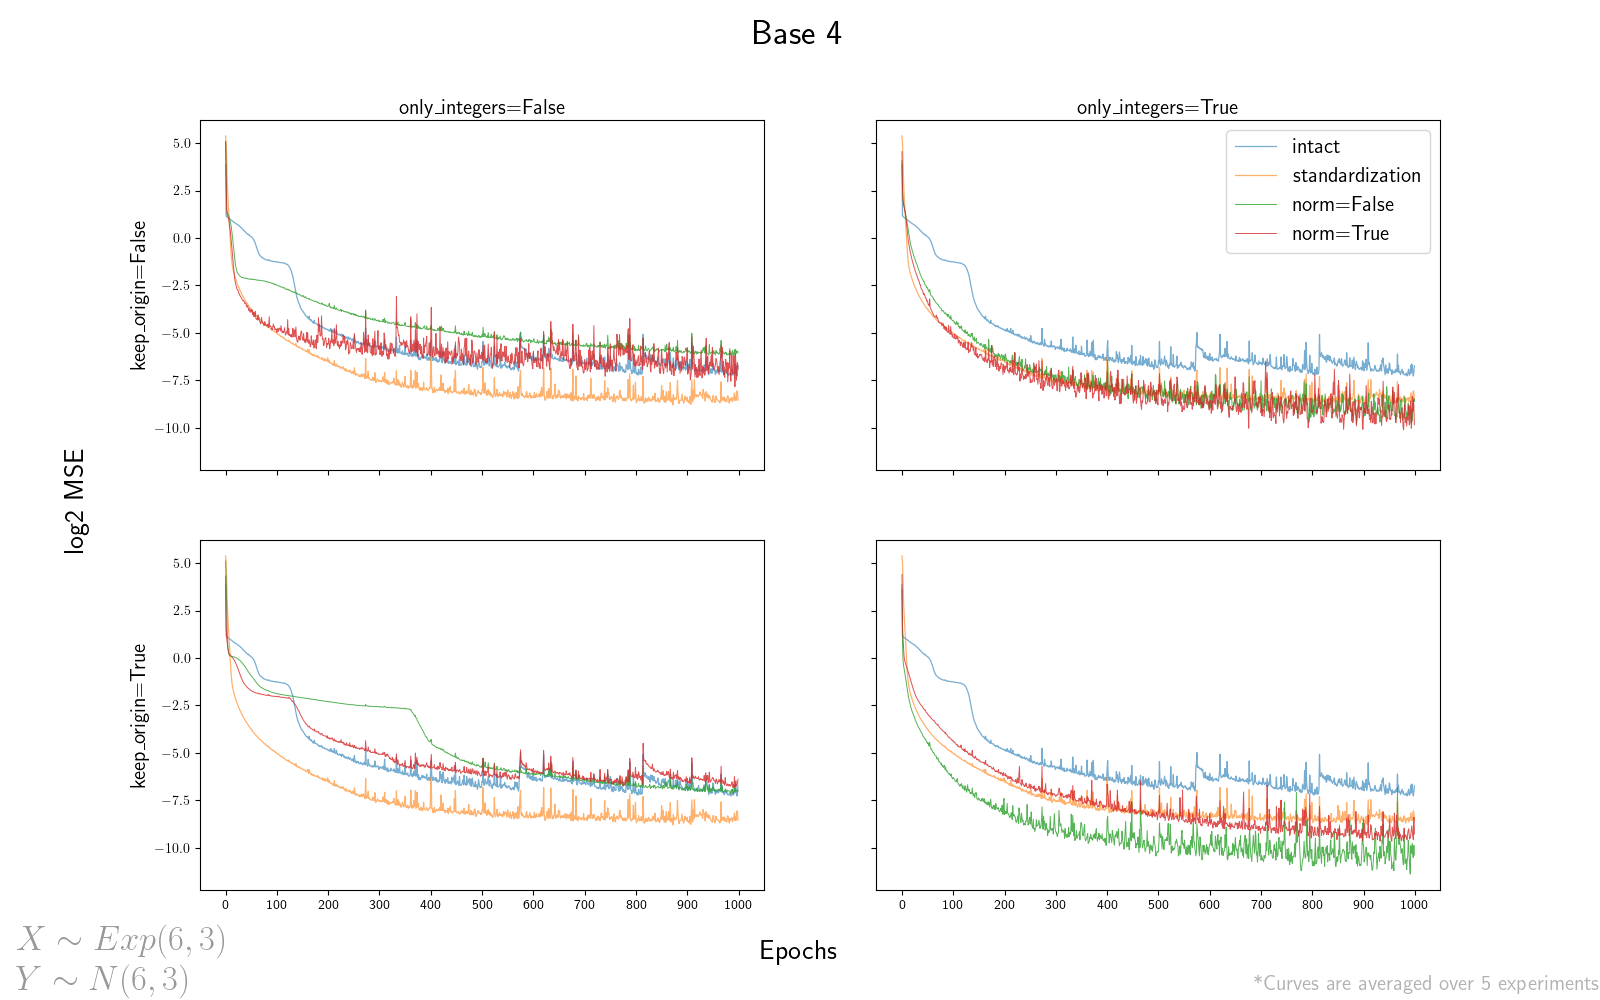 Base 4
only_integers=False
only_integers=True
keep_origin=False
5.0
2.5
0.0
−2.5
−5.0
−7.5
−10.0
intact
standardization
norm=False
norm=True
log2 MSE
keep_origin=True
5.0
2.5
0.0
−2.5
−5.0
−7.5
−10.0
0 100 200 300 400 500 600 700 800 900 1000
0 100 200 300 400 500 600 700 800 900 1000
Epochs
X ∼ Exp(6, 3)
Y ∼ N(6, 3)
*Curves are averaged over 5 experiments